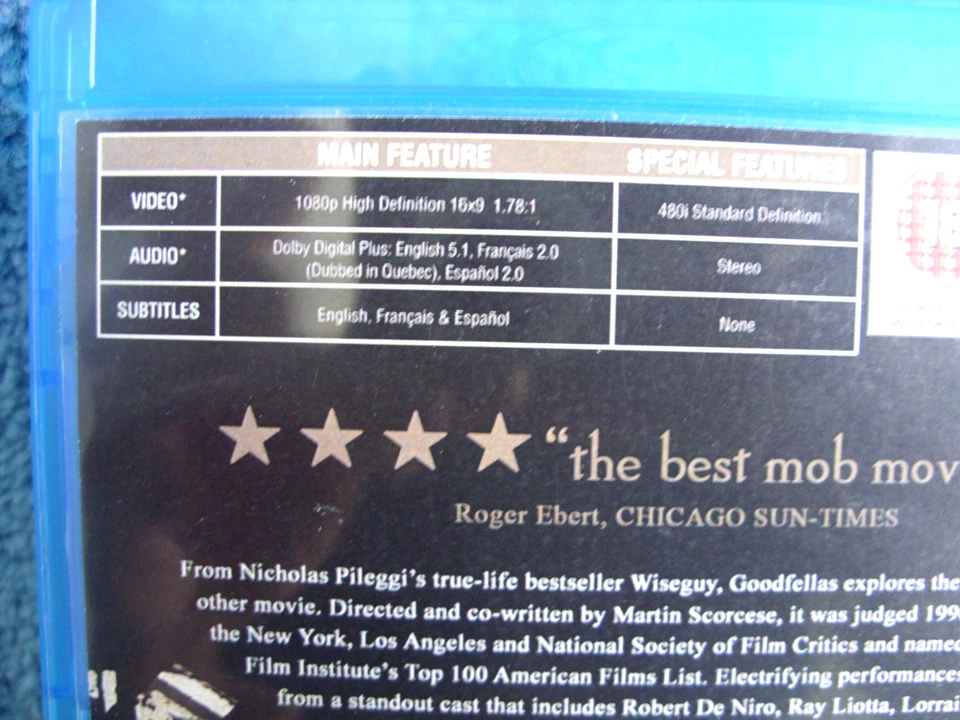 MAIN FEATURE SPECIAL FEATURES
VIDEO* 1080p High Definition 16x9 1.78:1 480i Standard Definition
AUDIO* Dolby Digital Plus: English 5.1, Français 2.0
(Dubbed in Quebec), Español 2.0 Stereo
SUBTITLES English, Français & Español None
“the best mob mov
Roger Ebert, CHICAGO SUN-TIMES
From Nicholas Pileggi's true-life bestseller Wiseguy, Goodfellas explores the
other movie. Directed and co-written by Martin Scorcese, it was judged 199
the New York, Los Angeles and National Society of Film Critics and named
Film Institute's Top 100 American Films List. Electrifying performances
from a standout cast that includes Robert De Niro, Ray Liotta, Lorrai